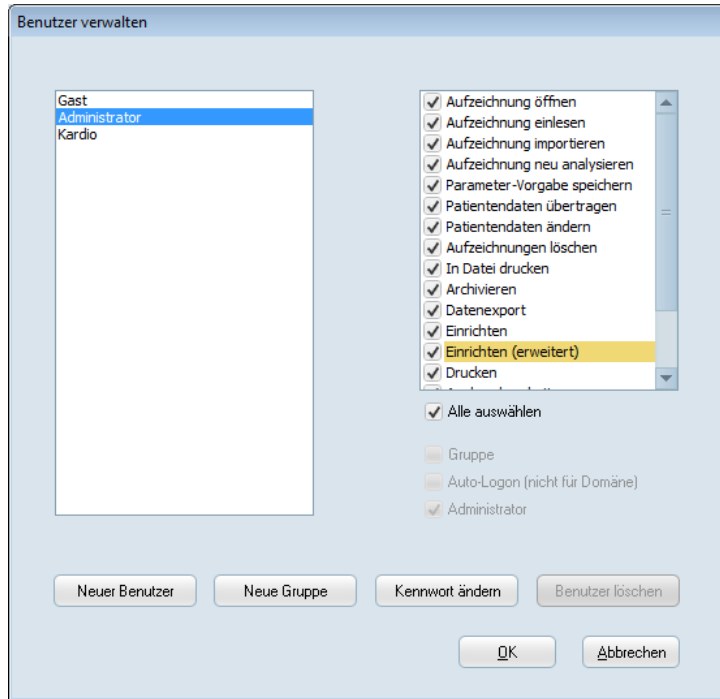 Benutzer verwalten
Gast
Administrator
Kardio
Aufzeichnung öffnen
Aufzeichnung einlesen
Aufzeichnung importieren
Aufzeichnung neu analysieren
Parameter-Vorgabe speichern
Patientendaten übertragen
Patientendaten ändern
Aufzeichnungen löschen
In Datei drucken
Archivieren
Datenexport
Einrichten
Einrichten (erweitert)
Drucken
Alle auswählen
Gruppe
Auto-Logon (nicht für Domäne)
Administrator
Neuer Benutzer
Neue Gruppe
Kennwort ändern
Benutzer löschen
OK
Abbrechen